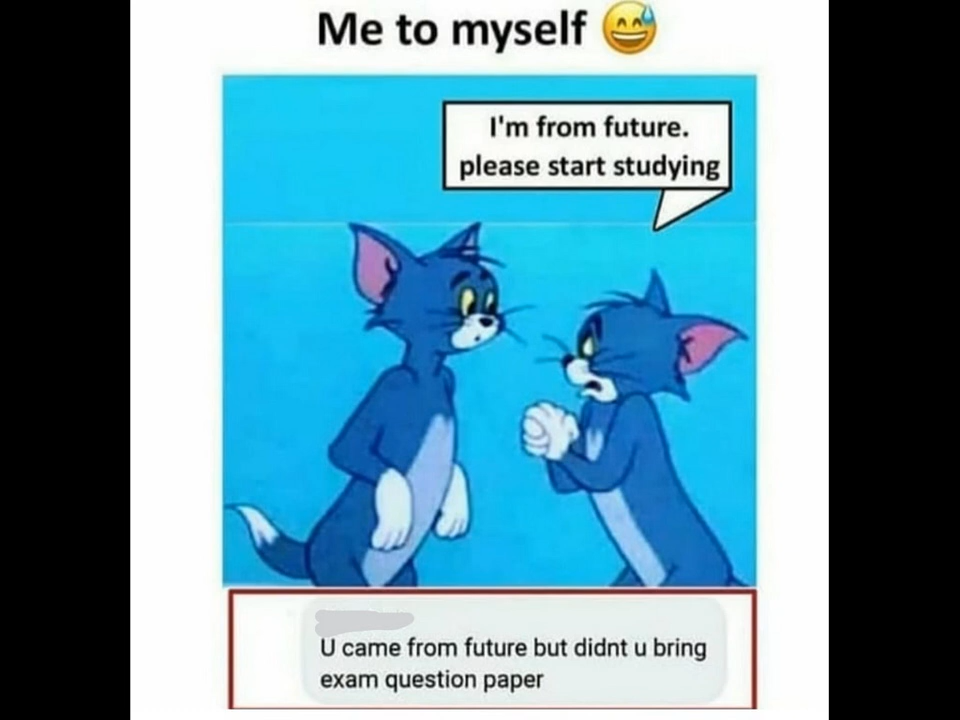 Me to myself 😅
I'm from future.
please start studying
U came from future but didnt u bring
exam question paper